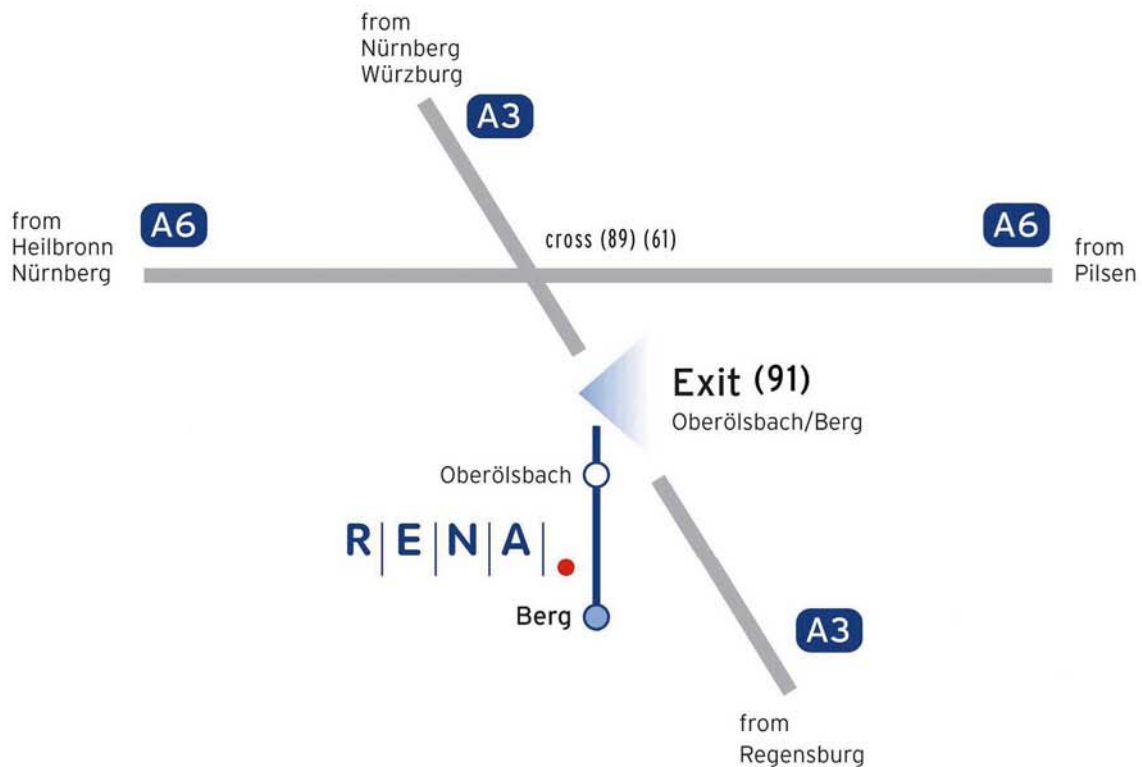 from
Nürnberg
Würzburg
A3
from
Heilbronn
Nürnberg
A6
cross (89) (61)
A6
from
Pilsen
Exit (91)
Oberölsbach/Berg
Oberölsbach
R|E|N|A|
Berg
A3
from
Regensburg